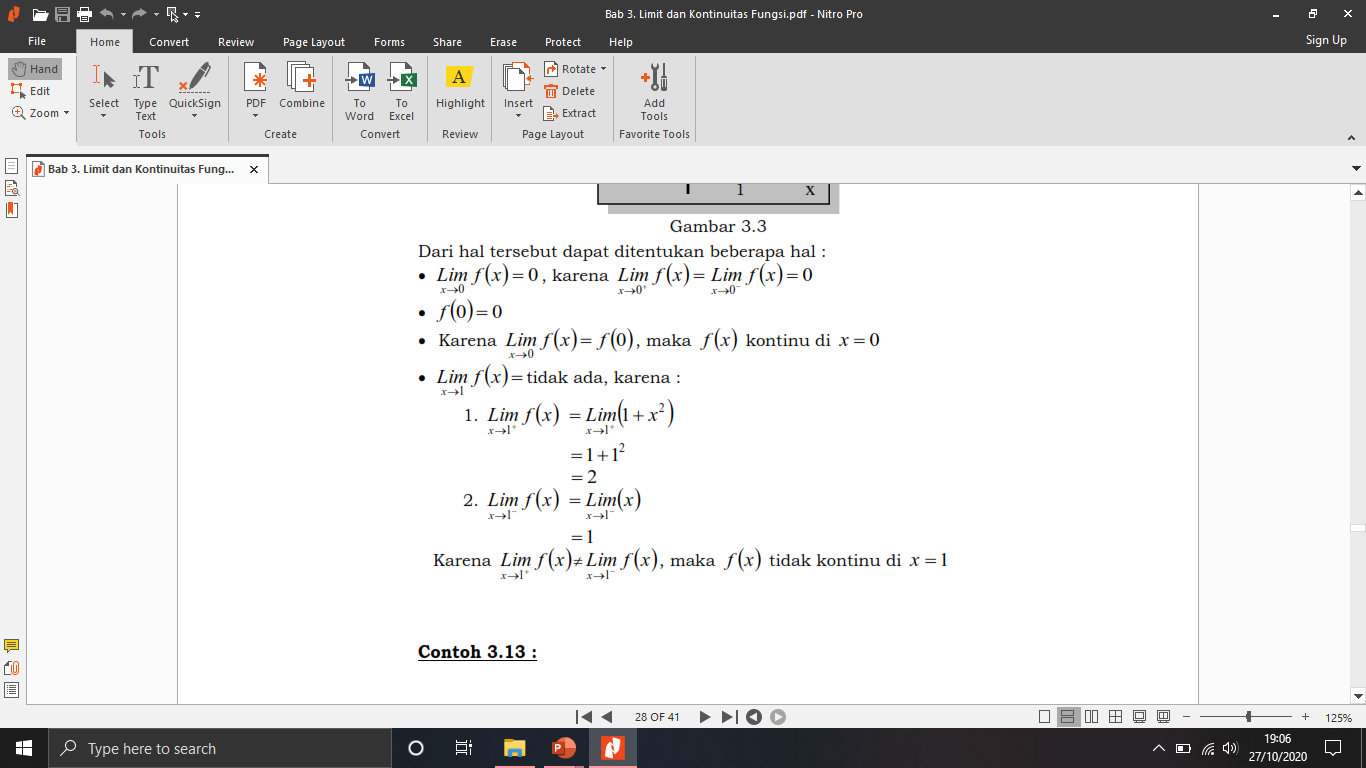 Bab 3. Limit dan Kontinuitas Fungsi.pdf - Nitro Pro
File Home Convert Review Page Layout Forms Share Erase Protect Help Sign Up
Hand
Edit
Zoom
Select
Type Text
QuickSign
Tools
PDF
Combine
Create
To Word
To Excel
Convert
Highlight
Review
Insert
Rotate
Delete
Extract
Page Layout
Add Tools
Favorite Tools
Bab 3. Limit dan Kontinuitas Fung...
1 x
Gambar 3.3
Dari hal tersebut dapat ditentukan beberapa hal :
• Lim x→0 f(x) = 0 , karena Lim x→0⁺ f(x) = Lim x→0⁻ f(x) = 0
• f(0) = 0
• Karena Lim x→0 f(x) = f(0), maka f(x) kontinu di x = 0
• Lim x→1 f(x) = tidak ada, karena :
1. Lim x→1⁺ f(x) = Lim x→1⁺ (1 + x²)
= 1 + 1²
= 2
2. Lim x→1⁻ f(x) = Lim x→1⁻ (x)
= 1
Karena Lim x→1⁺ f(x) ≠ Lim x→1⁻ f(x), maka f(x) tidak kontinu di x = 1
Contoh 3.13 :
28 OF 41
125%
Type here to search
19:06
27/10/2020